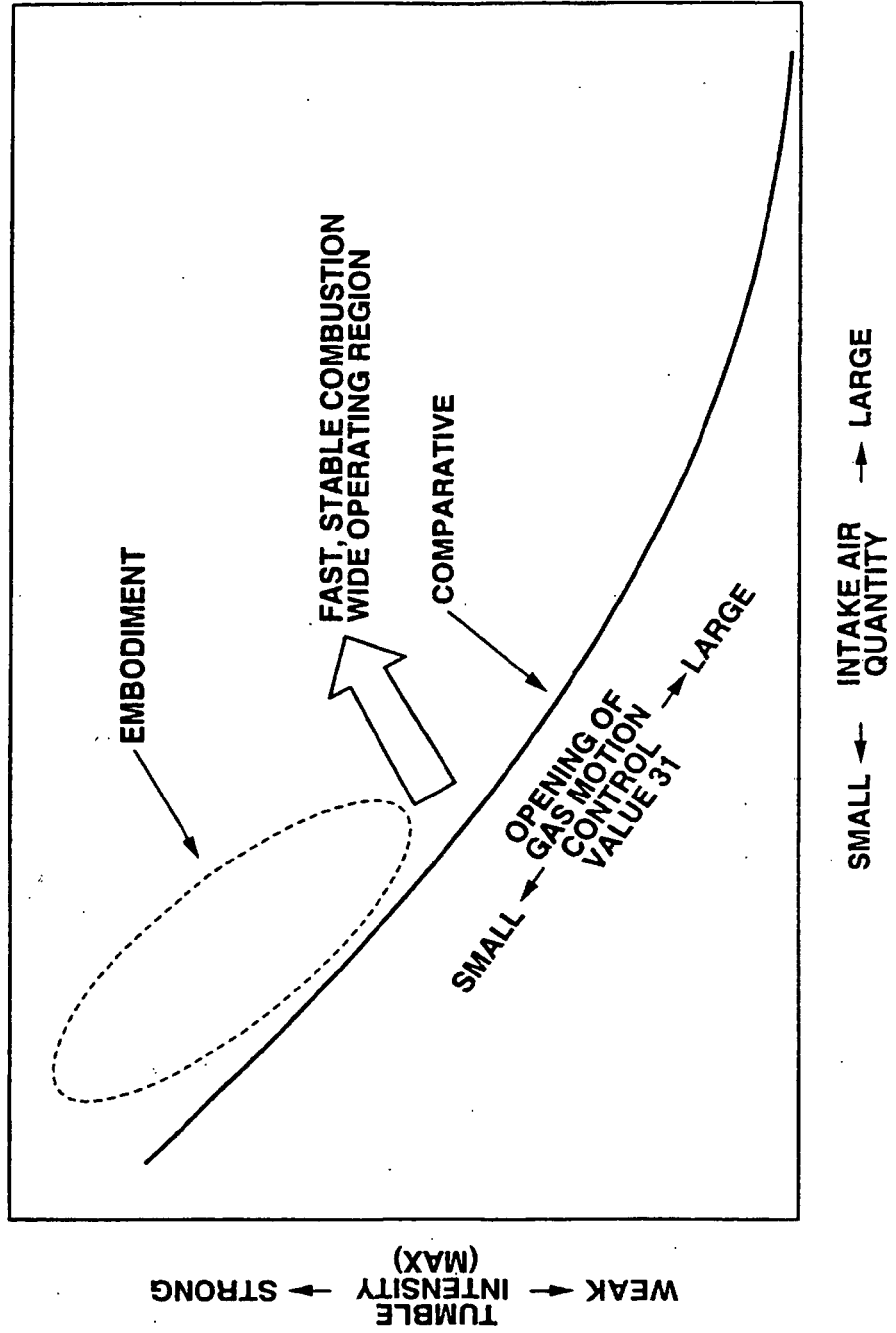 EMBODIMENT
FAST, STABLE COMBUSTION
WIDE OPERATING REGION
COMPARATIVE
SMALL ← OPENING OF → LARGE
GAS MOTION
CONTROL
VALUE 31
WEAK ← TUMBLE → STRONG
INTENSITY
(MAX)
SMALL ← INTAKE AIR → LARGE
QUANTITY